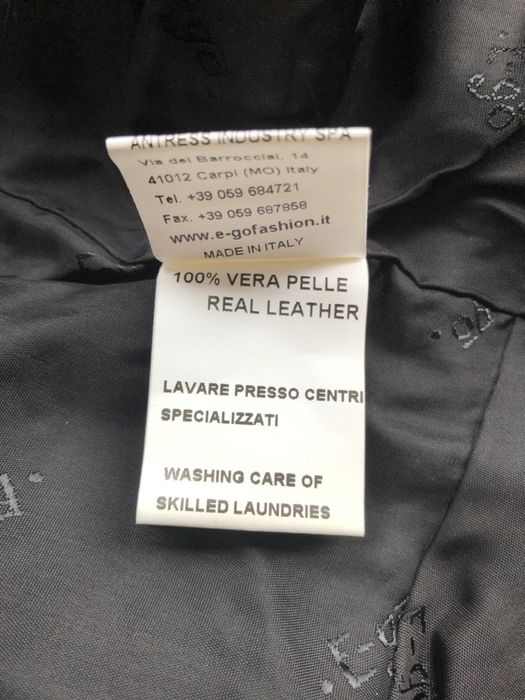 ANTRESS INDUSTRY SPA
Via dei Barrocciai, 14
41012 Carpi (MO) Italy
Tel. +39 059 684721
Fax. +39 059 687858
www.e-gofashion.it
MADE IN ITALY
100% VERA PELLE
REAL LEATHER
LAVARE PRESSO CENTRI
SPECIALIZZATI
WASHING CARE OF
SKILLED LAUNDRIES